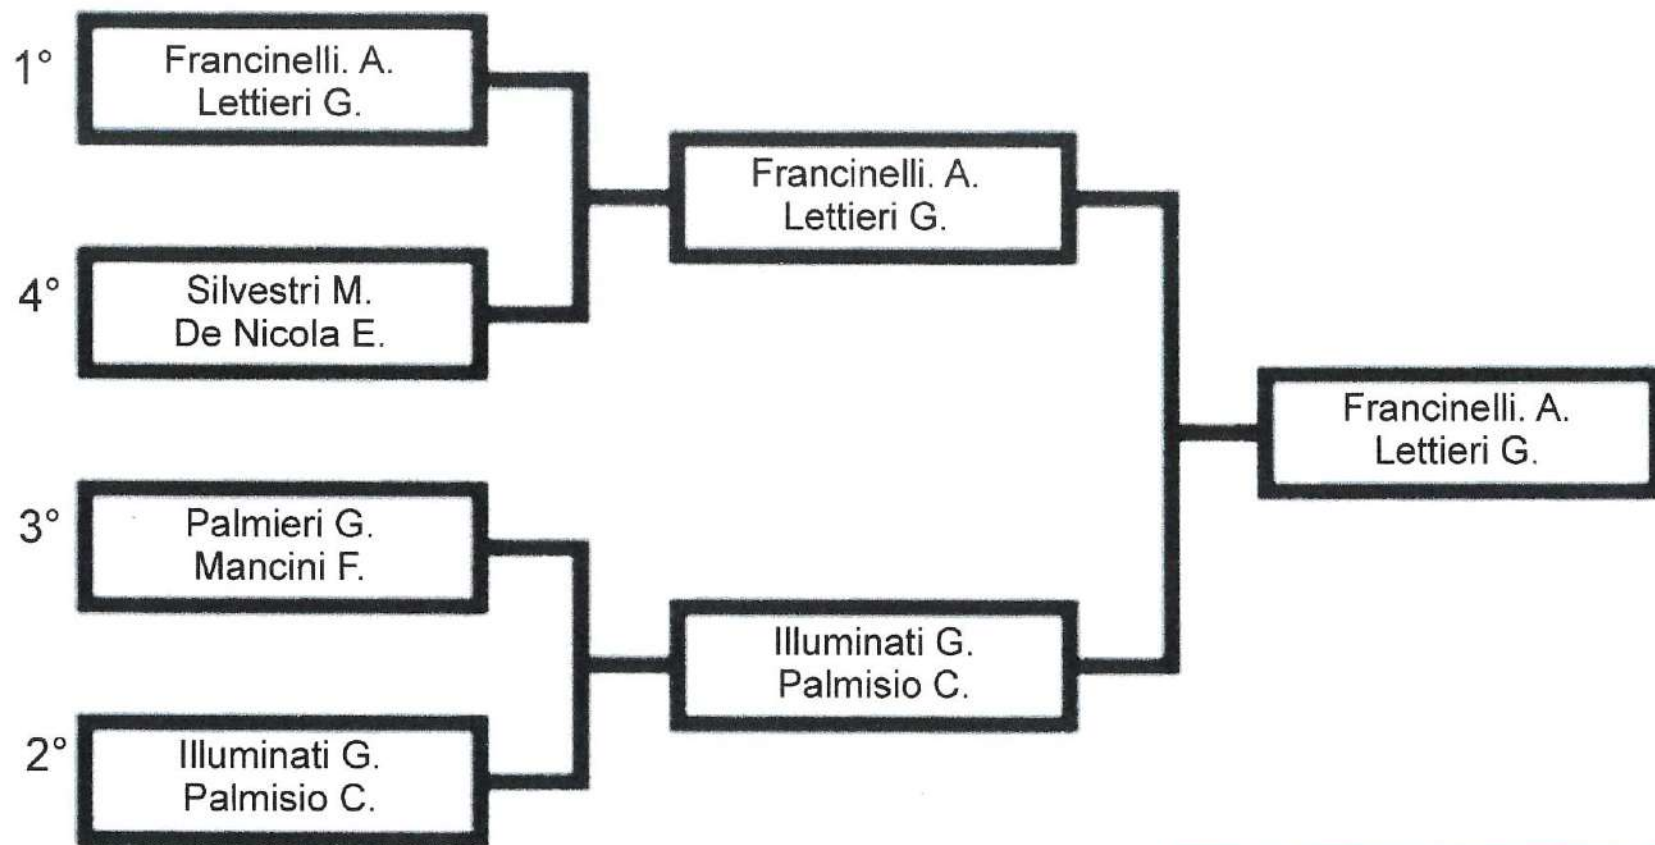 1°
Francinelli. A.
Lettieri G.
4°
Silvestri M.
De Nicola E.
3°
Palmieri G.
Mancini F.
2°
Illuminati G.
Palmisio C.
Francinelli. A.
Lettieri G.
Illuminati G.
Palmisio C.
Francinelli. A.
Lettieri G.